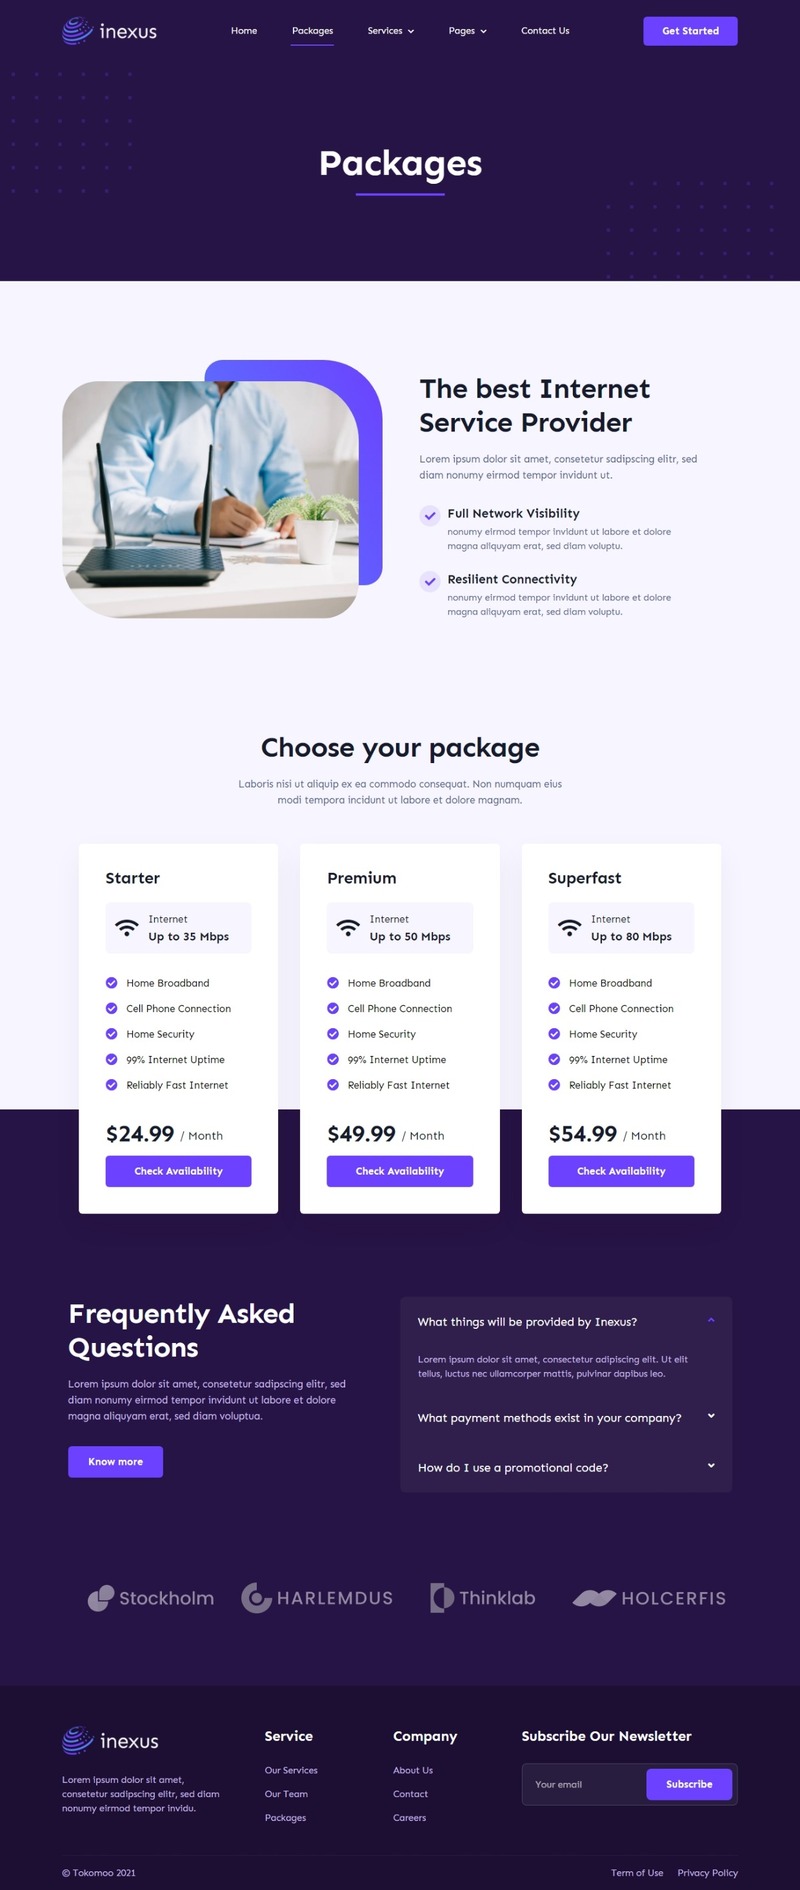 inexus
Home
Packages
Services
Pages
Contact Us
Get Started
Packages
The best Internet
Service Provider
Lorem ipsum dolor sit amet, consetetur sadipscing elitr, sed
diam nonumy eirmod tempor invidunt ut.
Full Network Visibility
nonumy eirmod tempor invidunt ut labore et dolore
magna aliquyam erat, sed diam voluptu.
Resilient Connectivity
nonumy eirmod tempor invidunt ut labore et dolore
magna aliquyam erat, sed diam voluptu.
Choose your package
Laboris nisi ut aliquip ex ea commodo consequat. Non numquam eius
modi tempora incidunt ut labore et dolore magnam.
Starter
Internet
Up to 35 Mbps
Home Broadband
Cell Phone Connection
Home Security
99% Internet Uptime
Reliably Fast Internet
$24.99 / Month
Check Availability
Premium
Internet
Up to 50 Mbps
Home Broadband
Cell Phone Connection
Home Security
99% Internet Uptime
Reliably Fast Internet
$49.99 / Month
Check Availability
Superfast
Internet
Up to 80 Mbps
Home Broadband
Cell Phone Connection
Home Security
99% Internet Uptime
Reliably Fast Internet
$54.99 / Month
Check Availability
Frequently Asked
Questions
Lorem ipsum dolor sit amet, consetetur sadipscing elitr, sed
diam nonumy eirmod tempor invidunt ut labore et dolore
magna aliquyam erat, sed diam voluptua.
Know more
What things will be provided by Inexus?
Lorem ipsum dolor sit amet, consectetur adipiscing elit. Ut elit
tellus, luctus nec ullamcorper mattis, pulvinar dapibus leo.
What payment methods exist in your company?
How do I use a promotional code?
Stockholm
HARLEMDUS
Thinklab
HOLCERFIS
inexus
Lorem ipsum dolor sit amet,
consetetur sadipscing elitr, sed diam
nonumy eirmod tempor invidu.
Service
Our Services
Our Team
Packages
Company
About Us
Contact
Careers
Subscribe Our Newsletter
Your email
Subscribe
© Tokomoo 2021
Term of Use
Privacy Policy